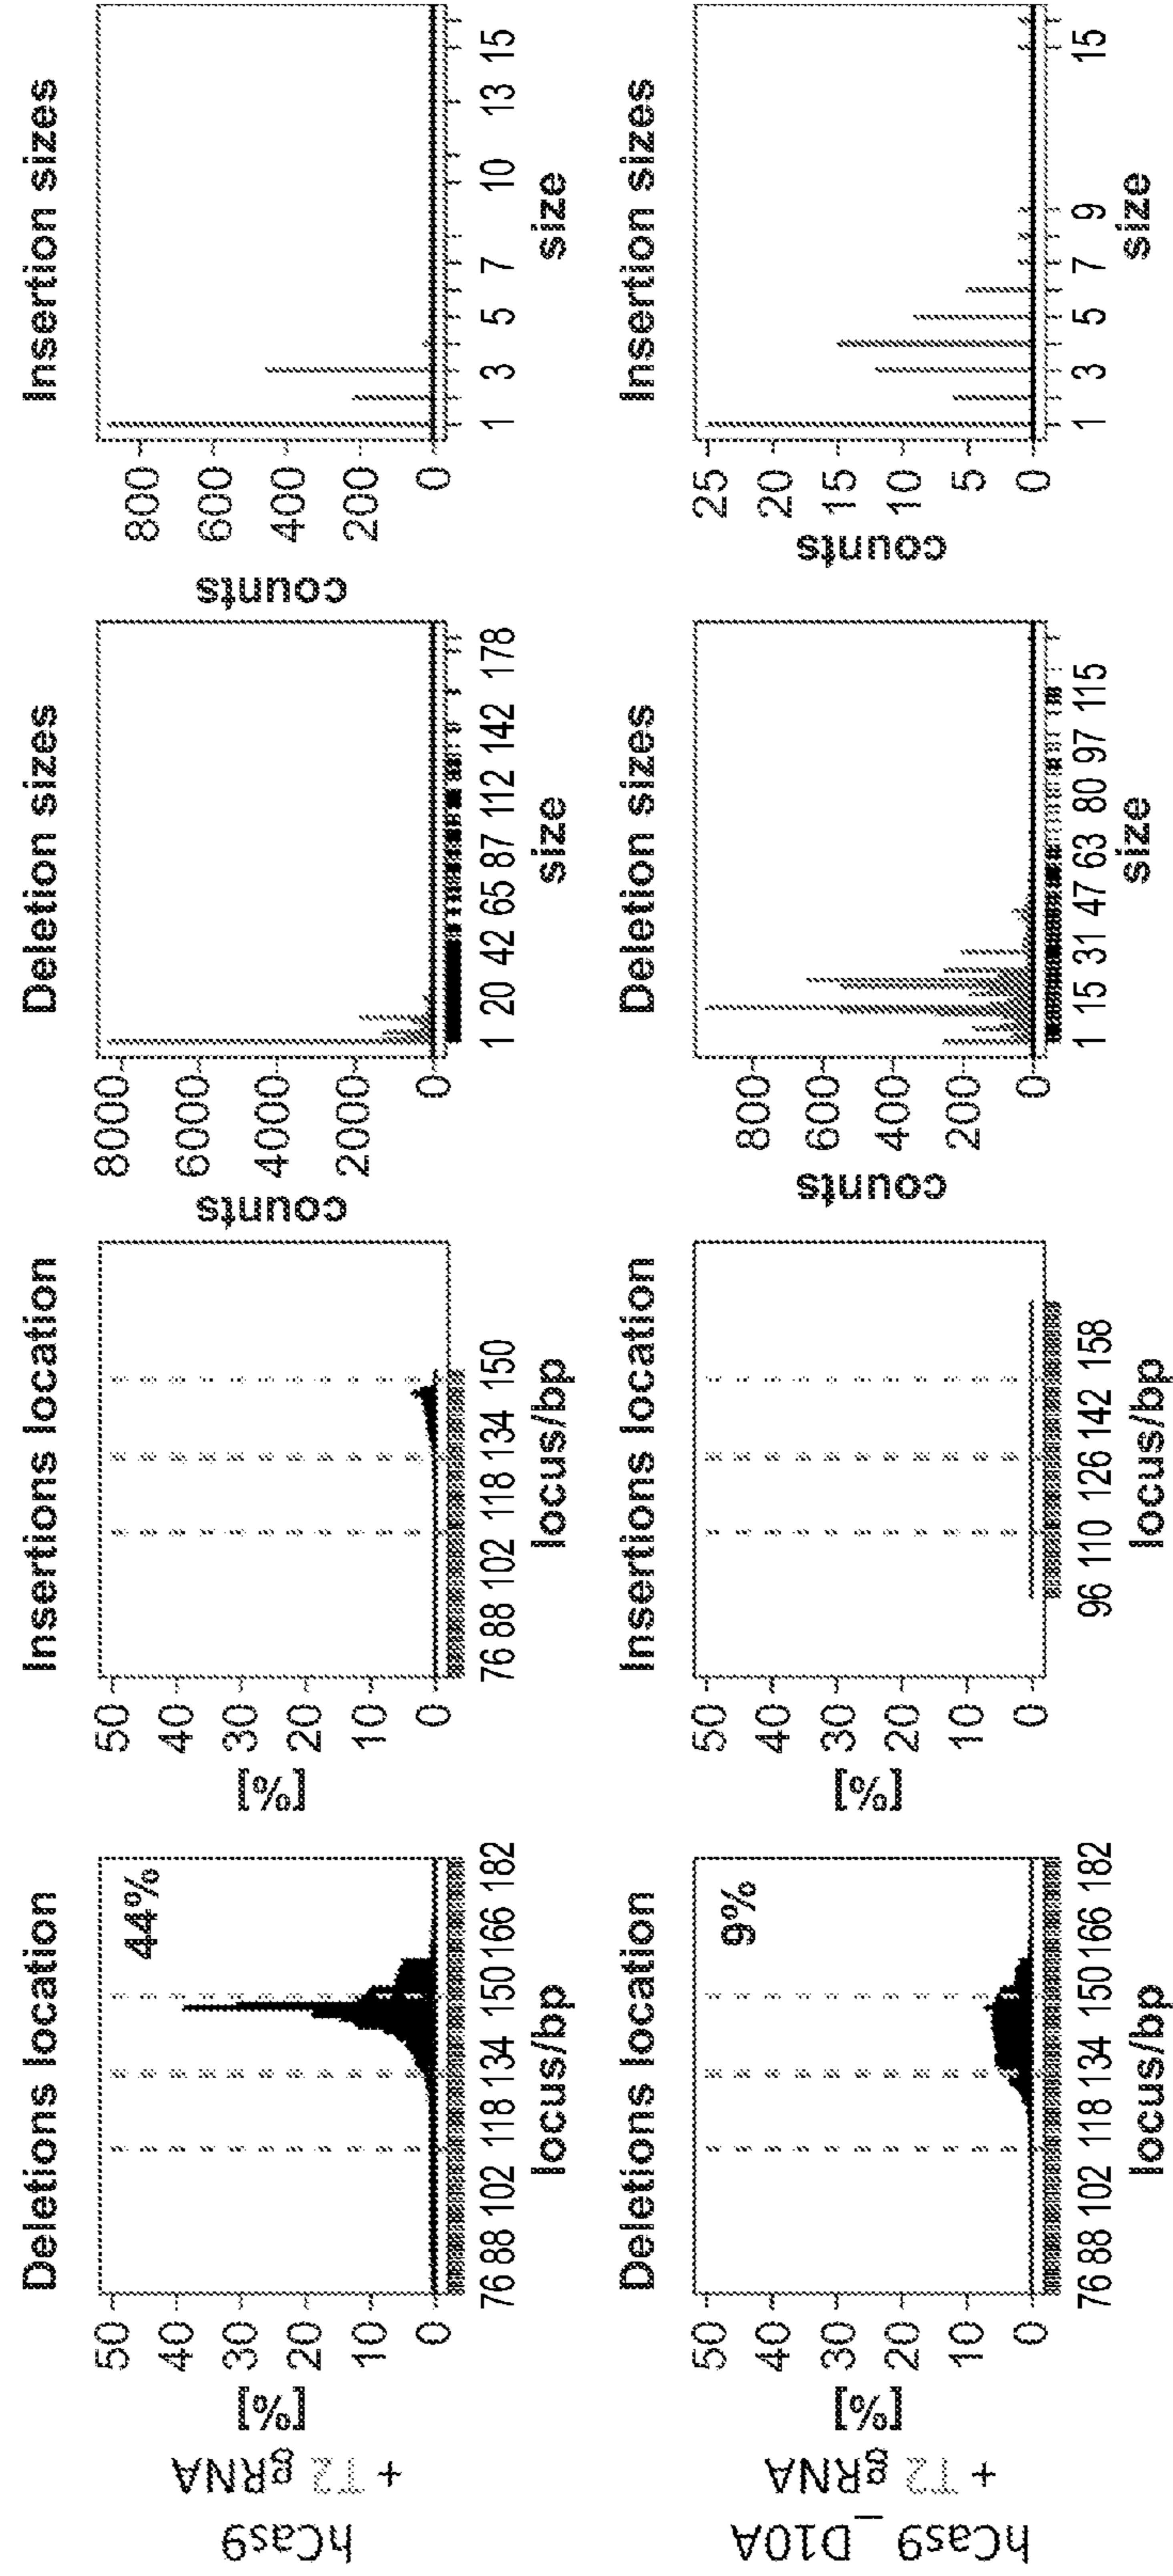 hCas9
+ T2 gRNA
Deletions location
44%
[%]
50
40
30
20
10
0
76 88 102 118 134 150 166 182
locus/bp
Insertions location
[%]
50
40
30
20
10
0
76 88 102 118 134 150
locus/bp
Deletion sizes
counts
8000
6000
4000
2000
0
1 20 42 65 87 112 142 178
size
Insertion sizes
counts
800
600
400
200
0
1 3 5 7 10 13 15
size
hCas9_D10A
+ T2 gRNA
Deletions location
9%
[%]
50
40
30
20
10
0
76 88 102 118 134 150 166 182
locus/bp
Insertions location
[%]
50
40
30
20
10
0
96 110 126 142 158
locus/bp
Deletion sizes
counts
800
600
400
200
0
1 15 31 47 63 80 97 115
size
Insertion sizes
counts
25
20
15
10
5
0
1 3 5 7 9 15
size